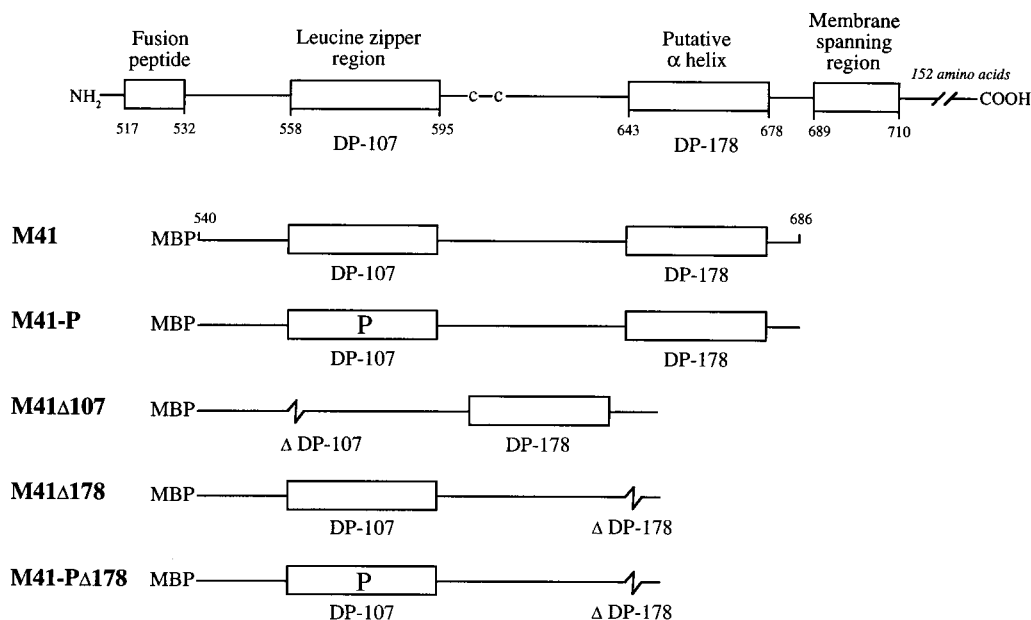 Fusion peptide
Leucine zipper region
Putative α helix
Membrane spanning region
152 amino acids
NH2 C C COOH
517 532 558 595 643 678 689 710
DP-107 DP-178
540 686
M41 MBP
DP-107 DP-178
M41-P MBP P
DP-107 DP-178
M41Δ107 MBP
Δ DP-107 DP-178
M41Δ178 MBP
DP-107 Δ DP-178
M41-PΔ178 MBP P
DP-107 Δ DP-178